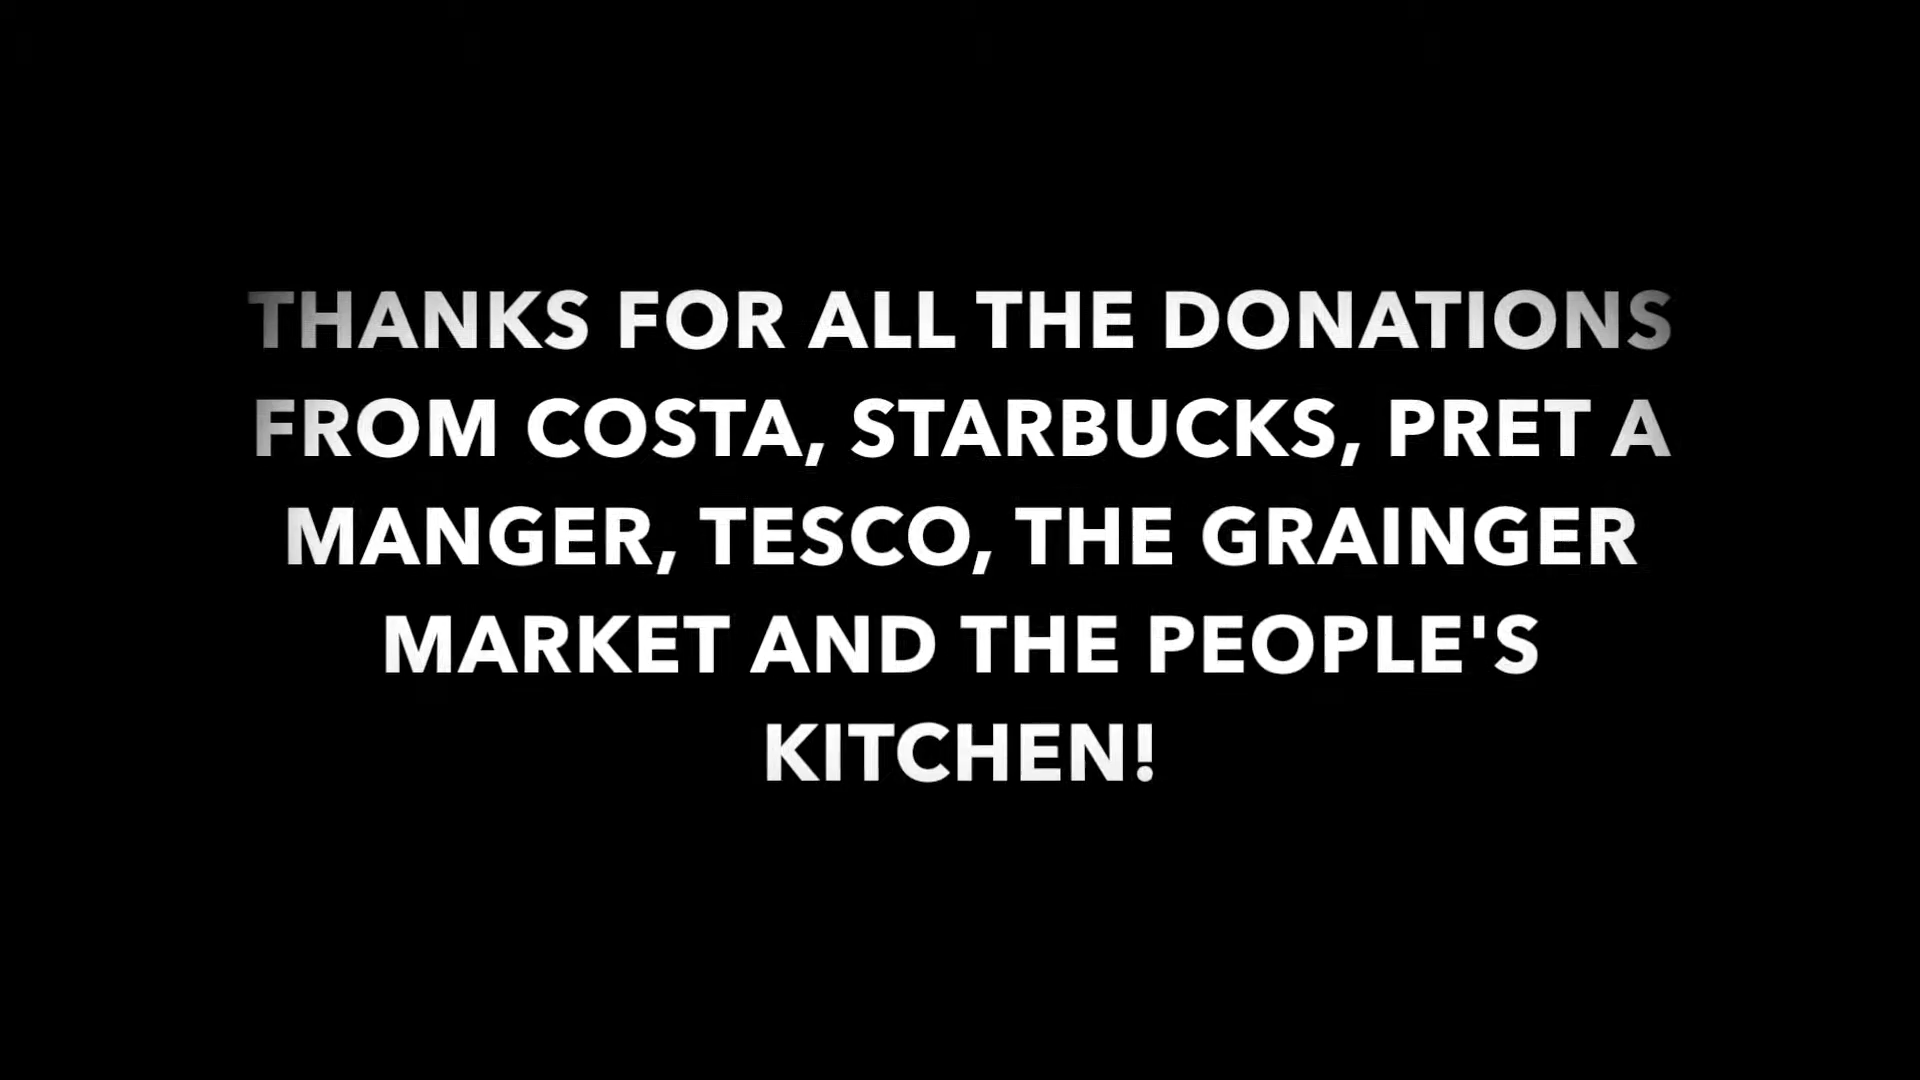 THANKS FOR ALL THE DONATIONS
FROM COSTA, STARBUCKS, PRET A
MANGER, TESCO, THE GRAINGER
MARKET AND THE PEOPLE'S
KITCHEN!